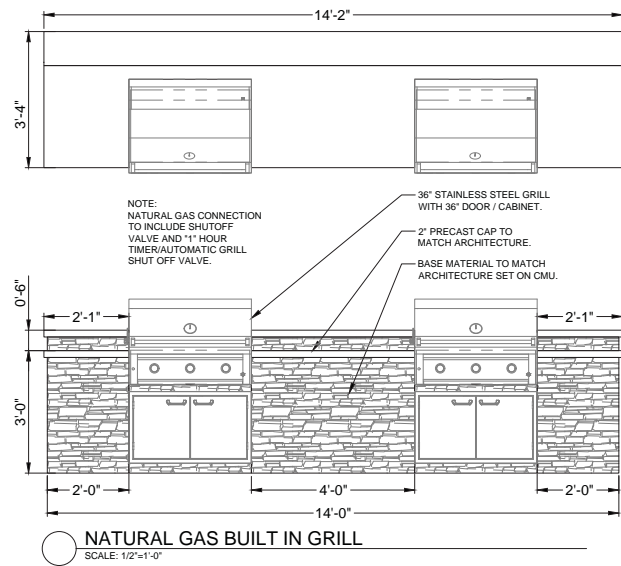 14'-2"
3'-4"
NOTE:
NATURAL GAS CONNECTION
TO INCLUDE SHUTOFF
VALVE AND "1" HOUR
TIMER/AUTOMATIC GRILL
SHUT OFF VALVE.
36" STAINLESS STEEL GRILL
WITH 36" DOOR / CABINET.
2" PRECAST CAP TO
MATCH ARCHITECTURE.
BASE MATERIAL TO MATCH
ARCHITECTURE SET ON CMU.
0'-6"
2'-1"
2'-1"
3'-0"
2'-0"
4'-0"
2'-0"
14'-0"
NATURAL GAS BUILT IN GRILL
SCALE: 1/2"=1'-0"